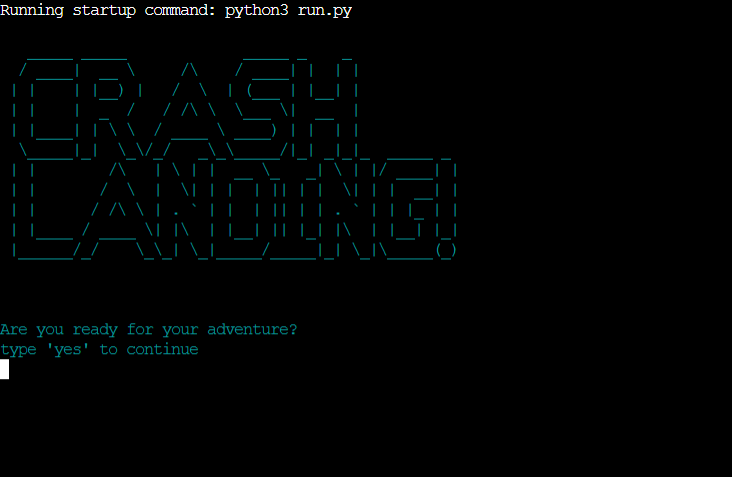 Running startup command: python3 run.py
CRASH
LANDING!
Are you ready for your adventure?
type 'yes' to continue